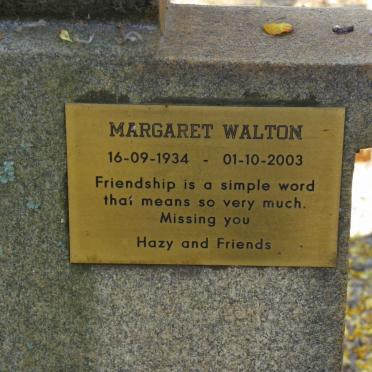 MARGARET WALTON
16-09-1934 - 01-10-2003
Friendship is a simple word
that means so very much.
Missing you
Hazy and Friends